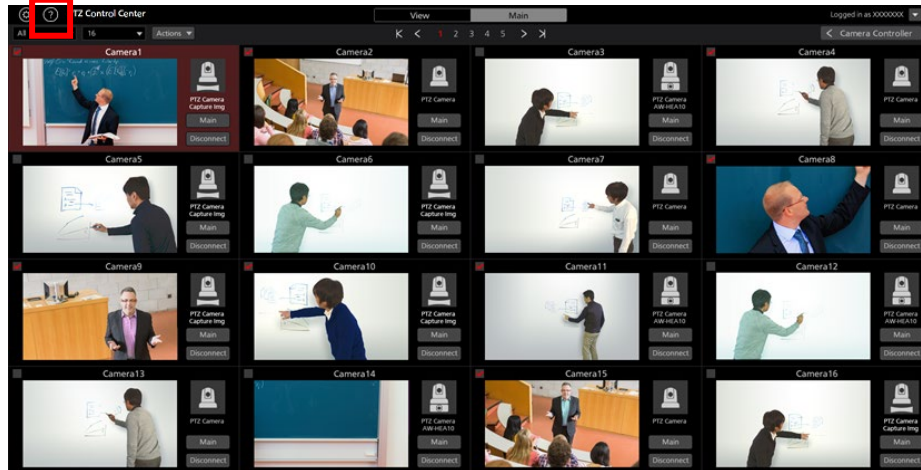 ? PTZ Control Center View Main Logged in as XXXXXXX
All 16 Actions 1 2 3 4 5 Camera Controller
Camera1 Camera2 Camera3 Camera4
PTZ Camera Capture Img PTZ Camera PTZ Camera AW-HEA10 PTZ Camera
Main Main Main Main
Disconnect Disconnect Disconnect Disconnect
Camera5 Camera6 Camera7 Camera8
PTZ Camera Capture Img PTZ Camera Capture Img PTZ Camera PTZ Camera
Main Main Main Main
Disconnect Disconnect Disconnect Disconnect
Camera9 Camera10 Camera11 Camera12
PTZ Camera Capture Img PTZ Camera Capture Img PTZ Camera AW-HEA10 PTZ Camera AW-HEA10
Main Main Main Main
Disconnect Disconnect Disconnect Disconnect
Camera13 Camera14 Camera15 Camera16
PTZ Camera PTZ Camera AW-HEA10 PTZ Camera PTZ Camera Capture Img
Main Main Main Main
Disconnect Disconnect Disconnect Disconnect